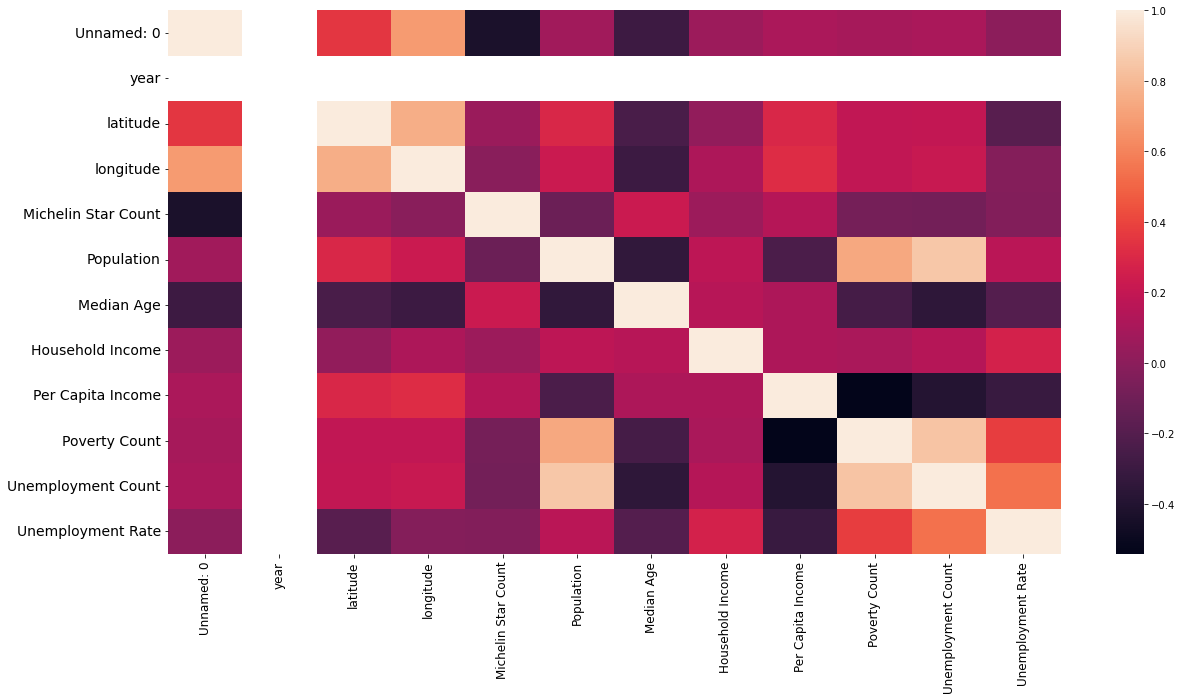 Unnamed: 0
year
latitude
longitude
Michelin Star Count
Population
Median Age
Household Income
Per Capita Income
Poverty Count
Unemployment Count
Unemployment Rate
Unnamed: 0
year
latitude
longitude
Michelin Star Count
Population
Median Age
Household Income
Per Capita Income
Poverty Count
Unemployment Count
Unemployment Rate
1.0
0.8
0.6
0.4
0.2
0.0
−0.2
−0.4